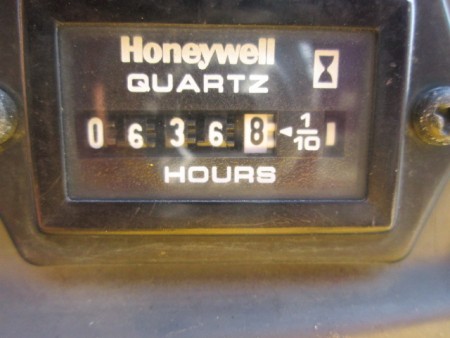 Honeywell
QUARTZ
0 6 3 6 8 ◄ 1/10
HOURS